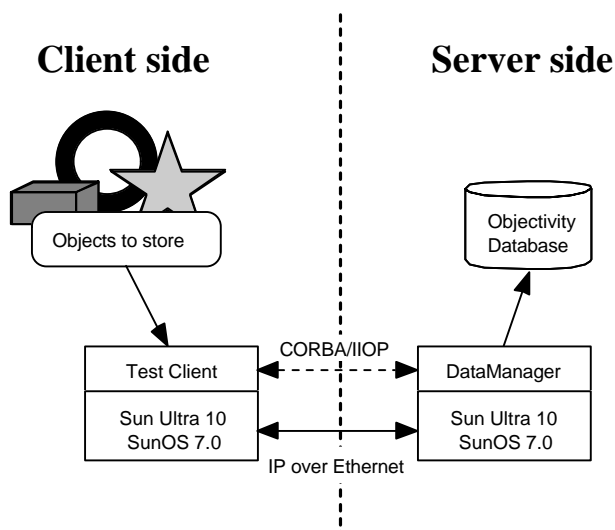 Client side
Server side
Objects to store
Objectivity
Database
CORBA/IIOP
Test Client
DataManager
Sun Ultra 10
SunOS 7.0
Sun Ultra 10
SunOS 7.0
IP over Ethernet